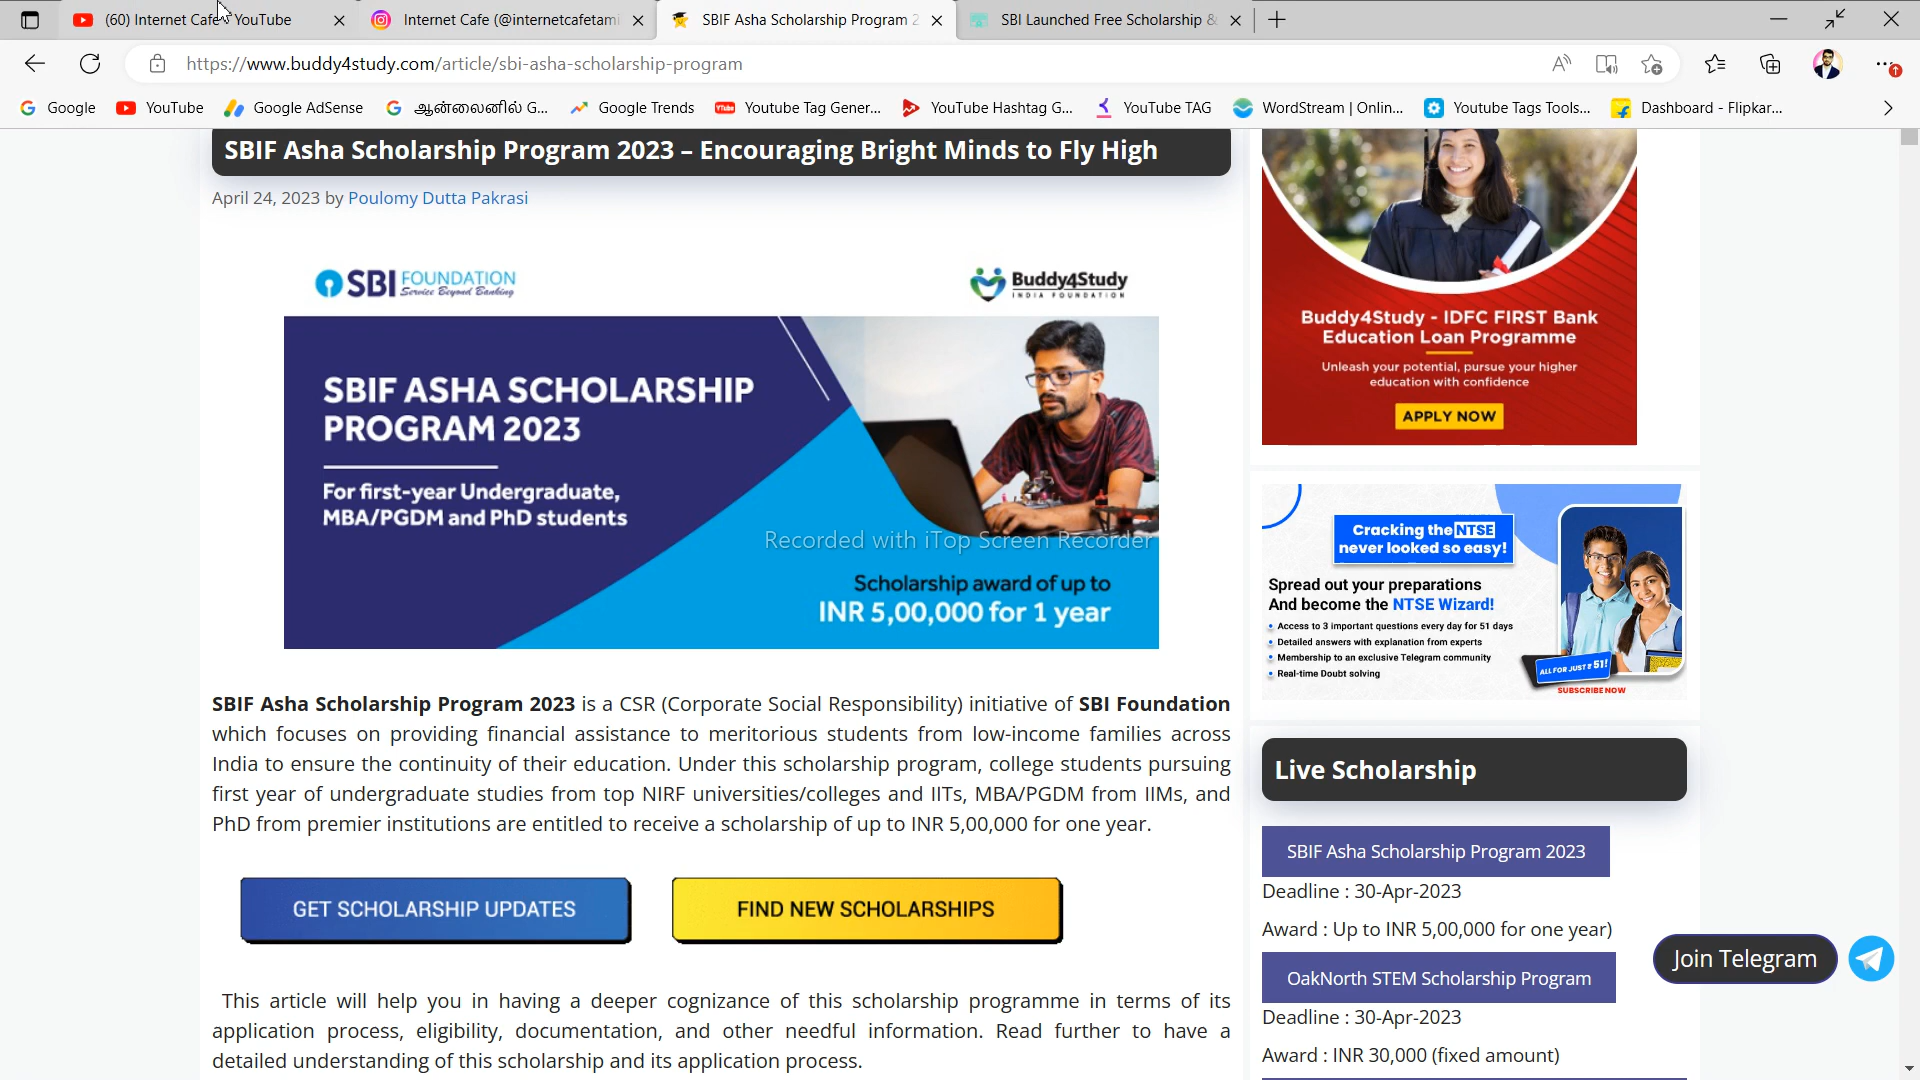 (60) Internet Cafe - YouTube
Internet Cafe (@internetcafetami
SBIF Asha Scholarship Program 2
SBI Launched Free Scholarship &
https://www.buddy4study.com/article/sbi-asha-scholarship-program
Google
YouTube
Google AdSense
ஆன்லைனில் G...
Google Trends
Youtube Tag Gener...
YouTube Hashtag G...
YouTube TAG
WordStream | Onlin...
Youtube Tags Tools...
Dashboard - Flipkar...
SBIF Asha Scholarship Program 2023 – Encouraging Bright Minds to Fly High
April 24, 2023 by Poulomy Dutta Pakrasi
SBI FOUNDATION
Service Beyond Banking
Buddy4Study
INDIA FOUNDATION
SBIF ASHA SCHOLARSHIP
PROGRAM 2023
For first-year Undergraduate,
MBA/PGDM and PhD students
Recorded with iTop Screen Recorder
Scholarship award of up to
INR 5,00,000 for 1 year
SBIF Asha Scholarship Program 2023 is a CSR (Corporate Social Responsibility) initiative of SBI Foundation
which focuses on providing financial assistance to meritorious students from low-income families across
India to ensure the continuity of their education. Under this scholarship program, college students pursuing
first year of undergraduate studies from top NIRF universities/colleges and IITs, MBA/PGDM from IIMs, and
PhD from premier institutions are entitled to receive a scholarship of up to INR 5,00,000 for one year.
GET SCHOLARSHIP UPDATES
FIND NEW SCHOLARSHIPS
This article will help you in having a deeper cognizance of this scholarship programme in terms of its
application process, eligibility, documentation, and other needful information. Read further to have a
detailed understanding of this scholarship and its application process.
Buddy4Study - IDFC FIRST Bank
Education Loan Programme
Unleash your potential, pursue your higher
education with confidence
APPLY NOW
Cracking the NTSE
never looked so easy!
Spread out your preparations
And become the NTSE Wizard!
Access to 3 important questions every day for 51 days
Detailed answers with explanation from experts
Membership to an exclusive Telegram community
Real-time Doubt solving
ALL FOR JUST ₹ 51!
SUBSCRIBE NOW
Live Scholarship
SBIF Asha Scholarship Program 2023
Deadline : 30-Apr-2023
Award : Up to INR 5,00,000 for one year)
OakNorth STEM Scholarship Program
Deadline : 30-Apr-2023
Award : INR 30,000 (fixed amount)
Join Telegram